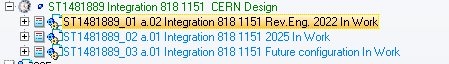 ST1481889 Integration 818 1151  CERN Design
ST1481889_01 a.02 Integration 818 1151 Rev.Eng. 2022 In Work
ST1481889_02 a.01 Integration 818 1151 2025 In Work
ST1481889_03 a.01 Integration 818 1151 Future configuration In Work